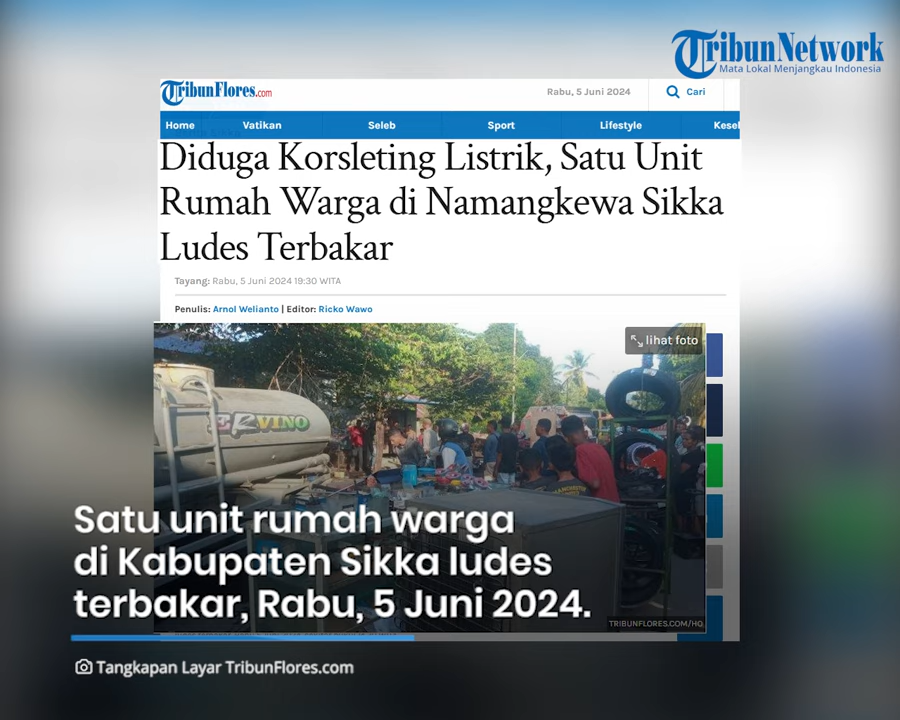 TribunNetwork
Mata Lokal Menjangkau Indonesia
TribunFlores.com
Rabu, 5 Juni 2024
Cari
Home Vatikan Seleb Sport Lifestyle Kesel
Diduga Korsleting Listrik, Satu Unit
Rumah Warga di Namangkewa Sikka
Ludes Terbakar
Tayang: Rabu, 5 Juni 2024 19:30 WITA
Penulis: Arnol Welianto | Editor: Ricko Wawo
lihat foto
ERVINO
Satu unit rumah warga
di Kabupaten Sikka ludes
terbakar, Rabu, 5 Juni 2024.
TRIBUNFLORES.COM/HO
Tangkapan Layar TribunFlores.com